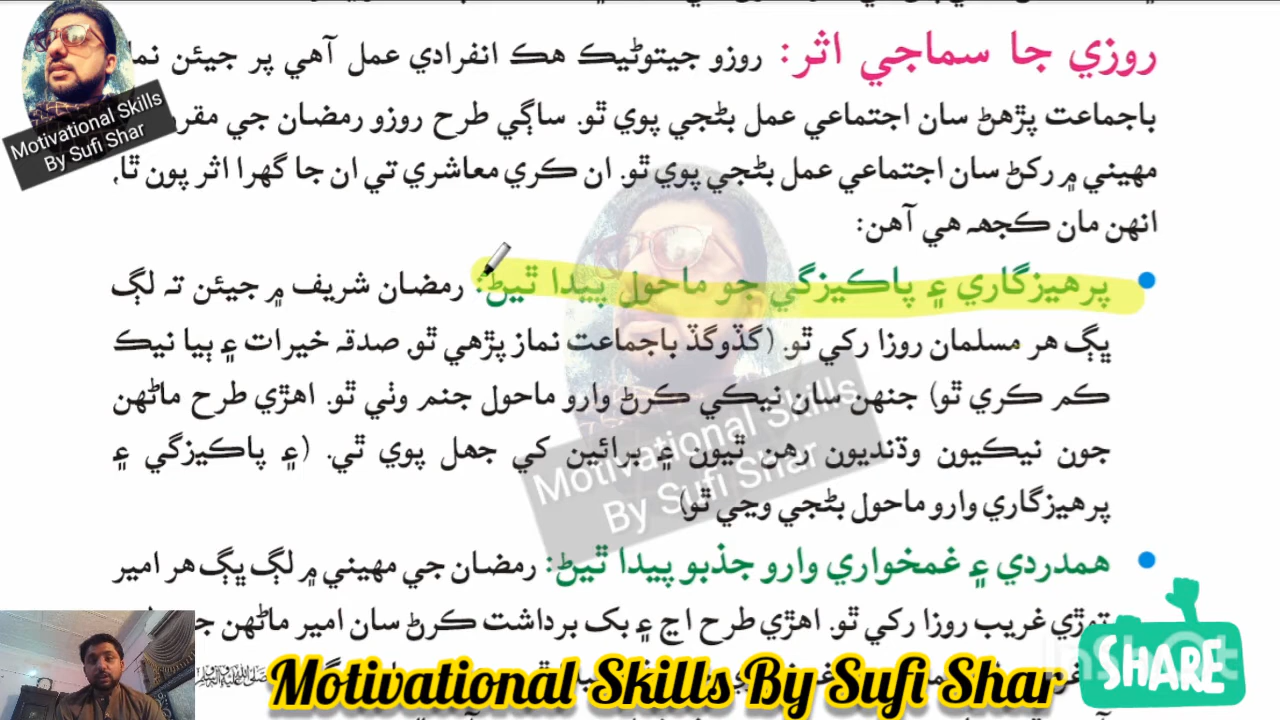 روزي جا سماجي اثر: روزو جيتوڻيڪ هڪ انفرادي عمل آهي پر جيئن
باجماعت پڙهڻ سان اجتماعي عمل بڻجي پوي ٿو. ساڳي طرح روزو رمضان جي
مهيني ۾ رکڻ سان اجتماعي عمل بڻجي پوي ٿو. ان ڪري معاشري تي ان جا گهرا اثر پون ٿا،
انهن مان ڪجهه هي آهن:
پرهيزگاري ۽ پاڪيزگي جو ماحول پيدا ٿيڻ: رمضان شريف ۾ جيئن ته لڳ
ڀڳ هر مسلمان روزا رکي ٿو. (گڏوگڏ باجماعت نماز پڙهي ٿو. صدقه خيرات ۽ ٻيا نيڪ
ڪم ڪري ٿو) جنهن سان نيڪي ڪرڻ وارو ماحول جنم وٺي ٿو. اهڙي طرح ماڻهن
جون نيڪيون وڌنديون رهن ٿيون ۽ برائين کي جهل پوي ٿي. (۽ پاڪيزگي ۽
پرهيزگاري وارو ماحول بڻجي وڃي ٿو)
همدردي ۽ غمخواري وارو جذبو پيدا ٿيڻ: رمضان جي مهيني ۾ لڳ ڀڳ هر امير
توڙي غريب روزا رکي ٿو. اهڙي طرح اڃ ۽ بک برداشت ڪرڻ سان امير ماڻهن
Motivational Skills
By Sufi Shar
Motivational Skills
By Sufi Shar
Motivational Skills By Sufi Shar
SHARE